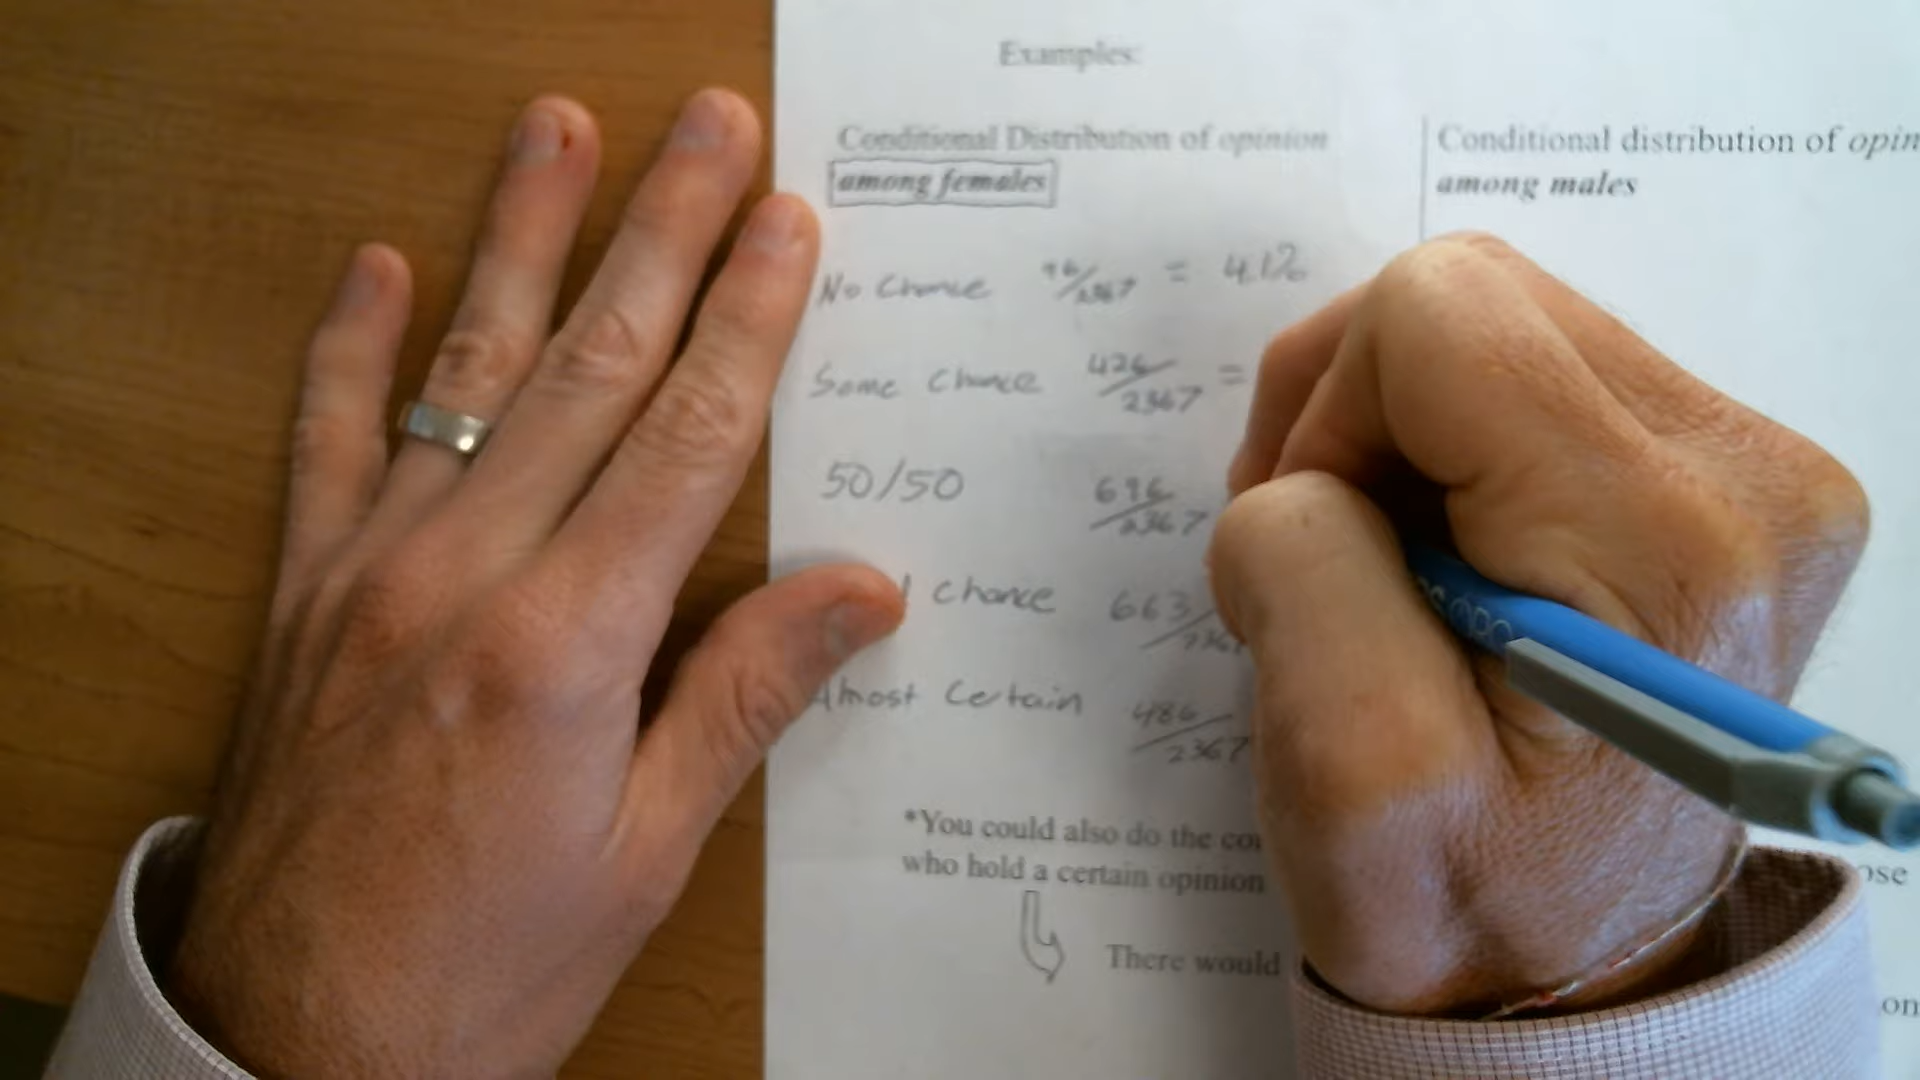 Examples:
Conditional Distribution of opinion
among females
Conditional distribution of opin
among males
No Chance 96/2367 = 4.1%
Some Chance 426/2367 =
50/50 696/2367
Chance 663/236
Almost Certain 486/2367
*You could also do the co
who hold a certain opinion
ose
There would
on